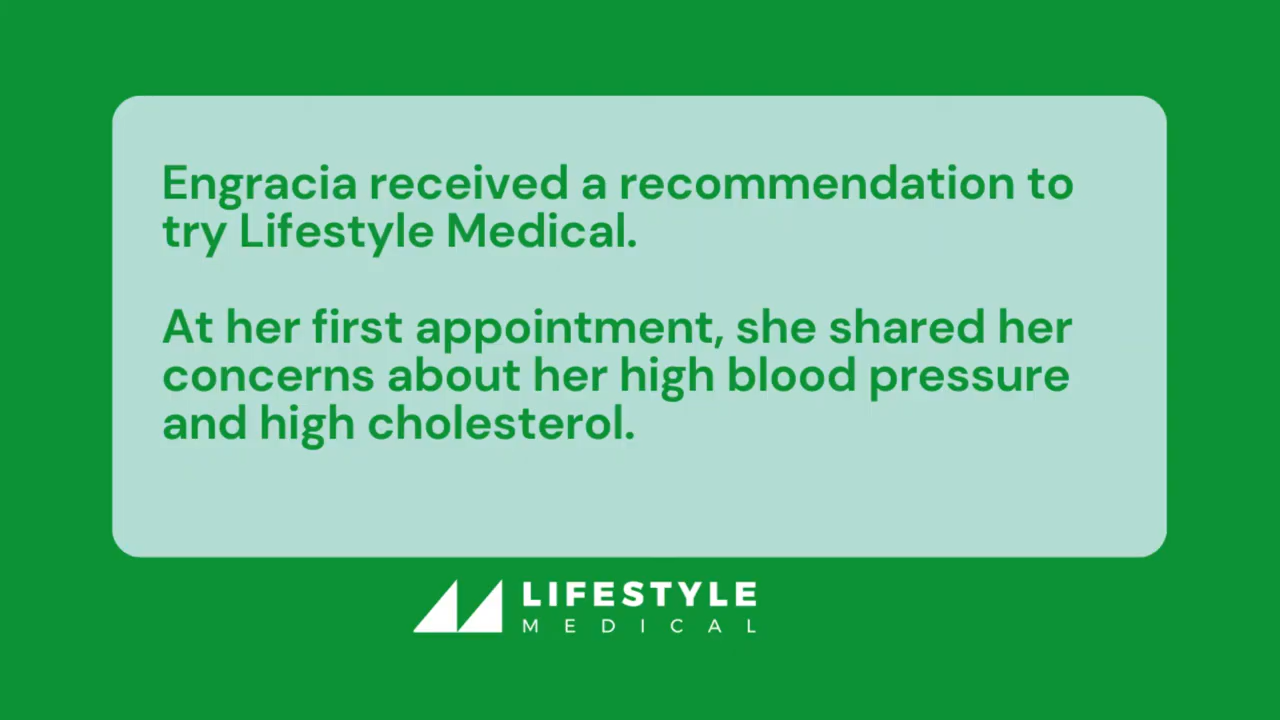 Engracia received a recommendation to
try Lifestyle Medical.
At her first appointment, she shared her
concerns about her high blood pressure
and high cholesterol.
LIFESTYLE
MEDICAL